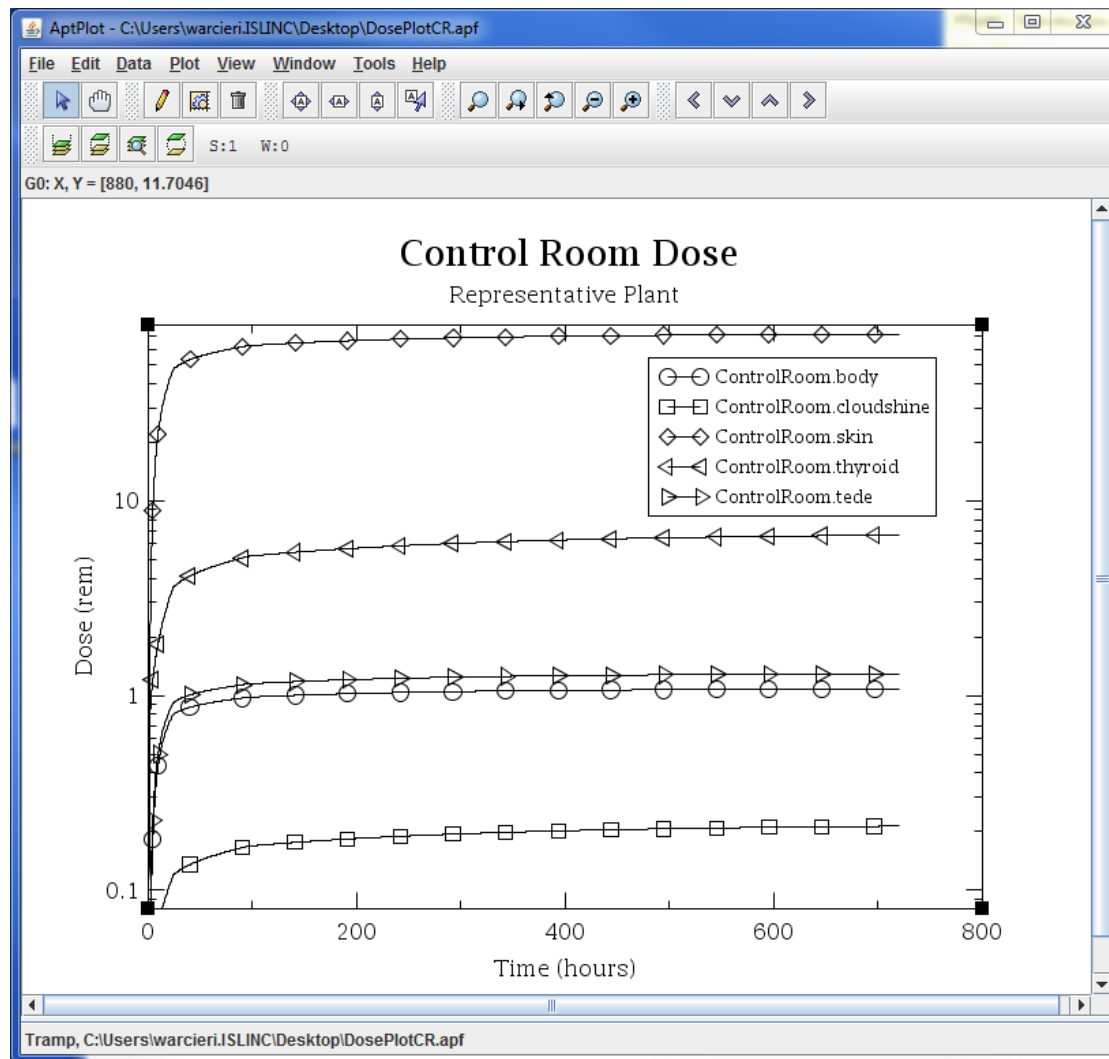 AptPlot - C:\Users\warcieri.ISLINC\Desktop\DosePlotCR.apf
File Edit Data Plot View Window Tools Help
S:1 W:0
G0: X, Y = [880, 11.7046]
Control Room Dose
Representative Plant
ControlRoom.body
ControlRoom.cloudshine
ControlRoom.skin
ControlRoom.thyroid
ControlRoom.tede
10
1
0.1
Dose (rem)
0 200 400 600 800
Time (hours)
Tramp, C:\Users\warcieri.ISLINC\Desktop\DosePlotCR.apf